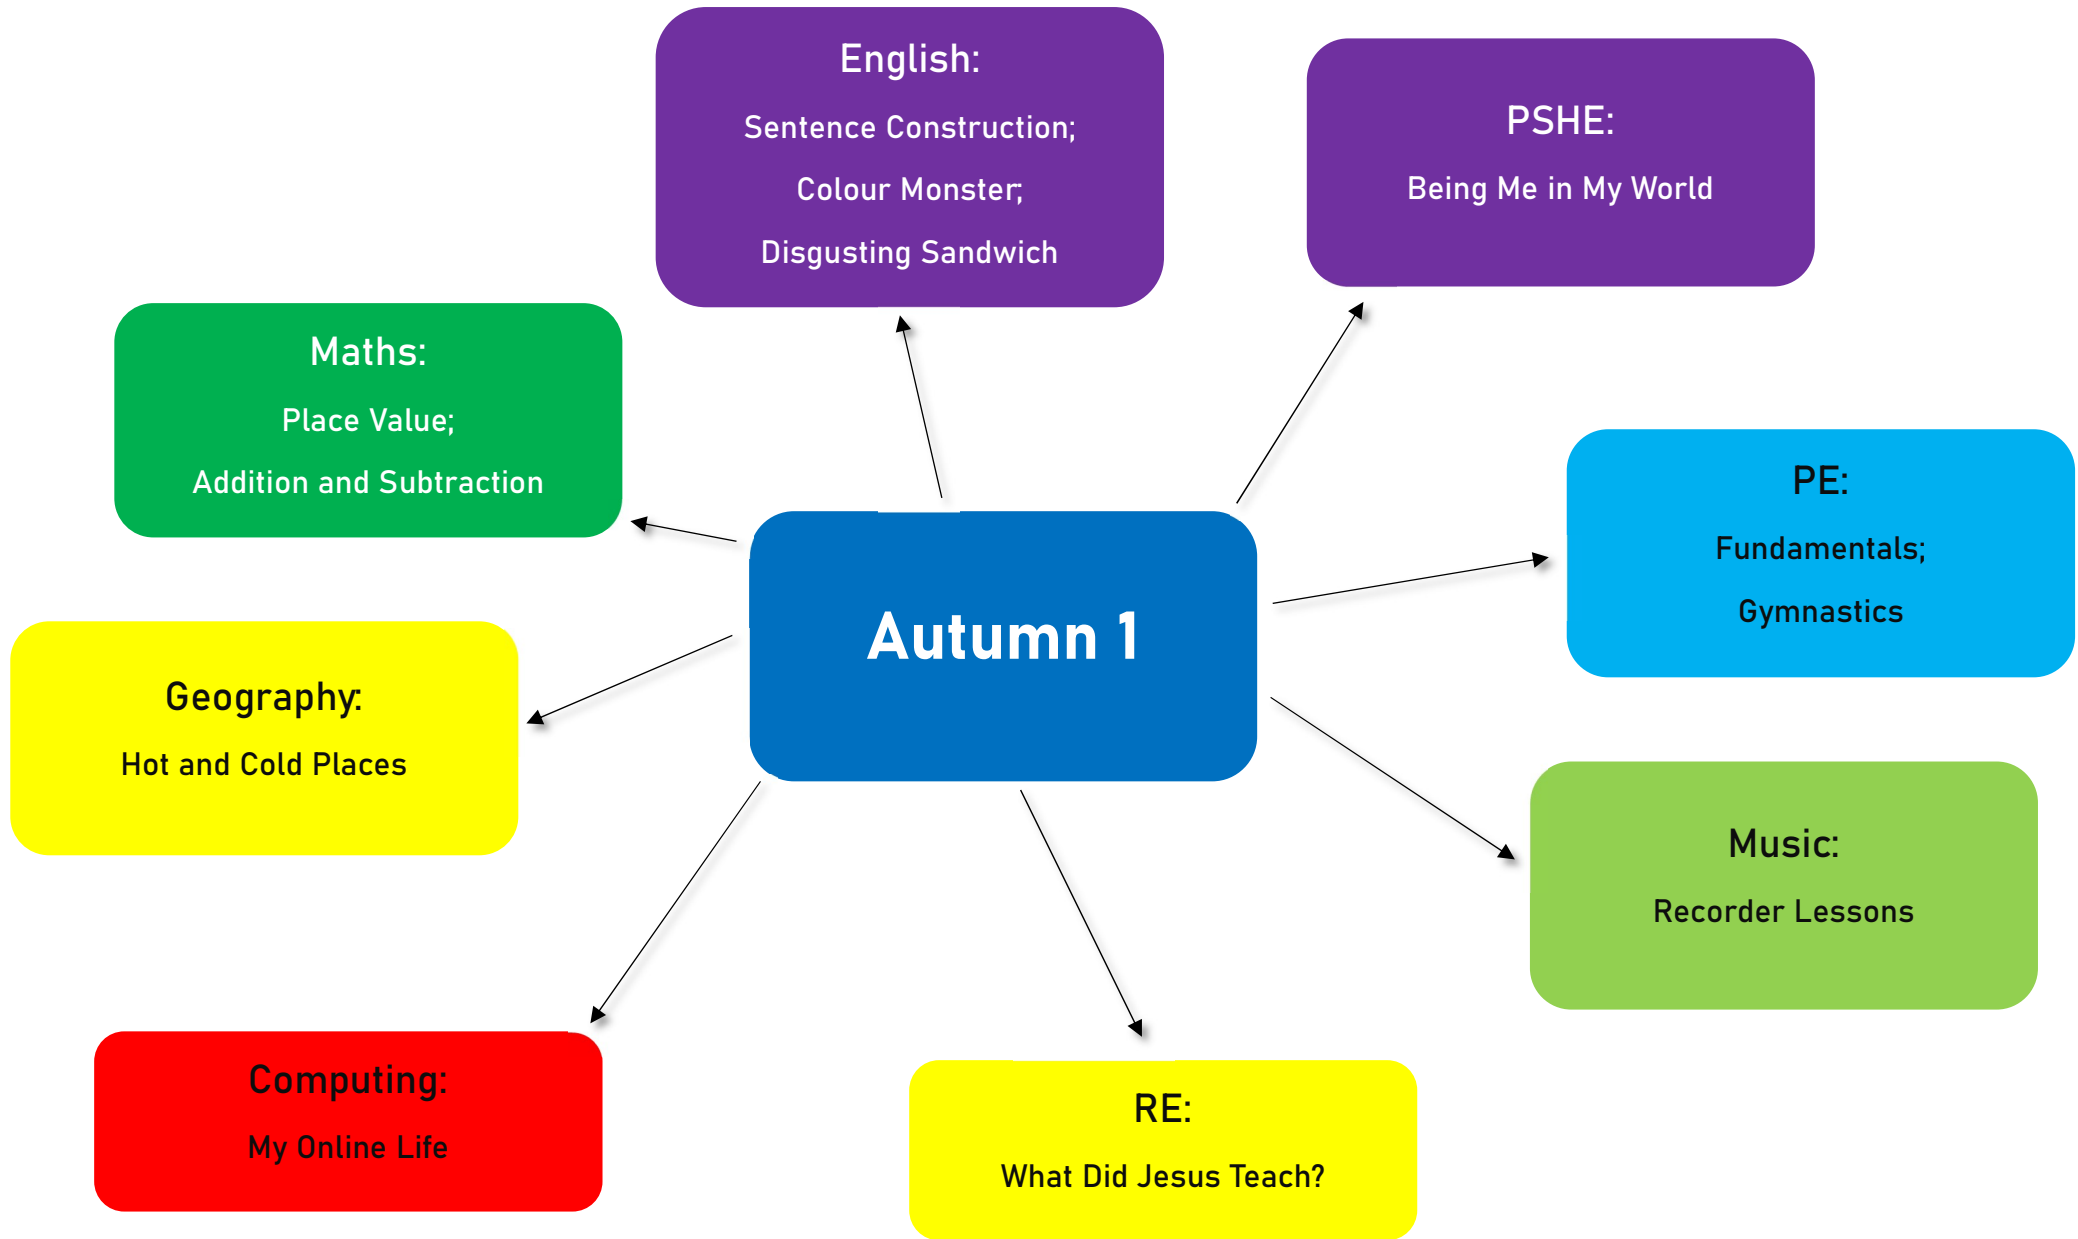 English:
Sentence Construction;
Colour Monster;
Disgusting Sandwich
PSHE:
Being Me in My World
Maths:
Place Value;
Addition and Subtraction
PE:
Fundamentals;
Gymnastics
Autumn 1
Geography:
Hot and Cold Places
Music:
Recorder Lessons
Computing:
My Online Life
RE:
What Did Jesus Teach?